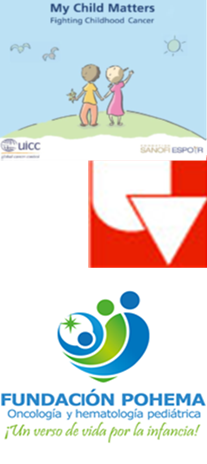 My Child Matters
Fighting Childhood Cancer
uicc
global cancer control
SANOFI ESPOIR
FUNDACIÓN POHEMA
Oncología y hematología pediátrica
¡Un verso de vida por la infancia!